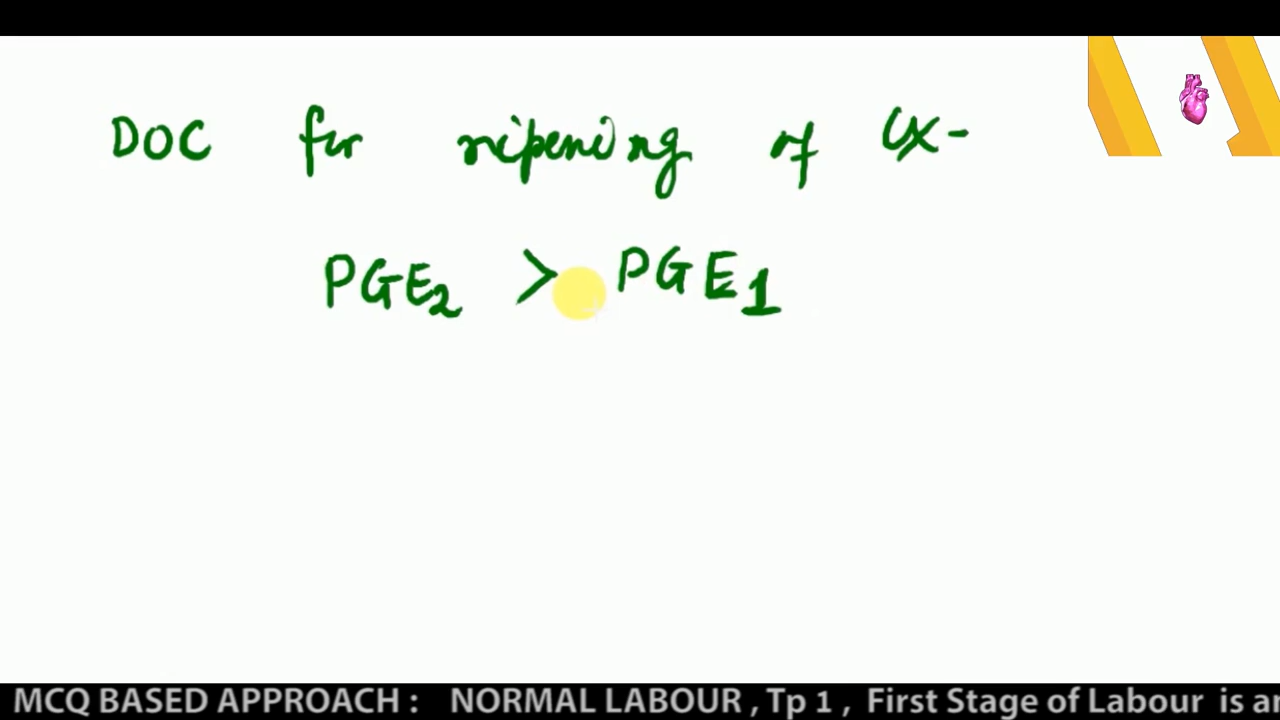 DOC for ripening of CX-
PGE2 > PGE1
MCQ BASED APPROACH : NORMAL LABOUR , Tp 1 , First Stage of Labour is